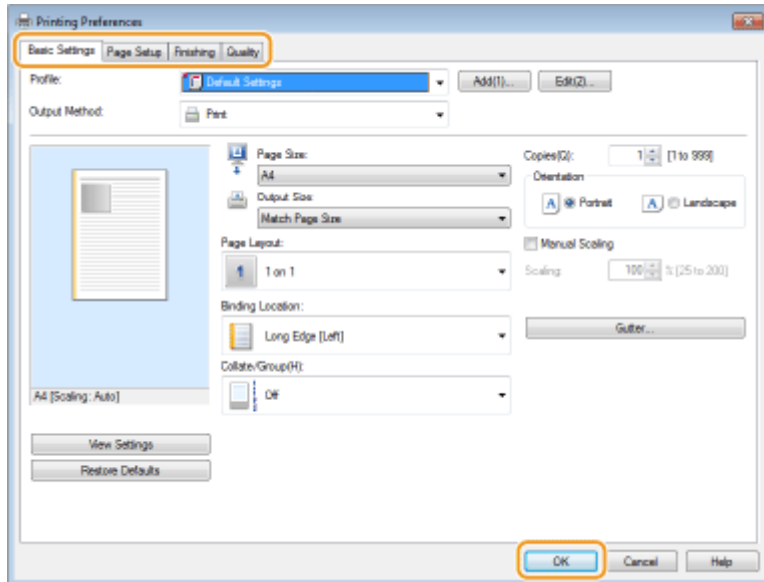 Printing Preferences
Basic Settings Page Setup Finishing Quality
Profile: Default Settings Add(1)... Edit(2)...
Output Method: Print
Page Size: Copies(Q): 1 [1 to 999]
A4 Orientation
Output Size: A Portrait A Landscape
Match Page Size
Page Layout: Manual Scaling
1 1 on 1 Scaling: 100 % [25 to 200]
Binding Location:
Long Edge [Left] Gutter...
Collate/Group(H):
Off
A4 [Scaling: Auto]
View Settings
Restore Defaults
OK Cancel Help